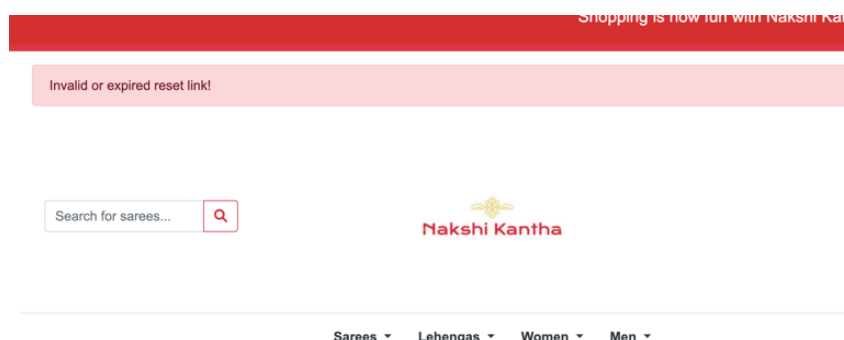 Shopping is now fun with Nakshi
Invalid or expired reset link!
Search for sarees...
Nakshi Kantha
Sarees
Lehengas
Women
Men